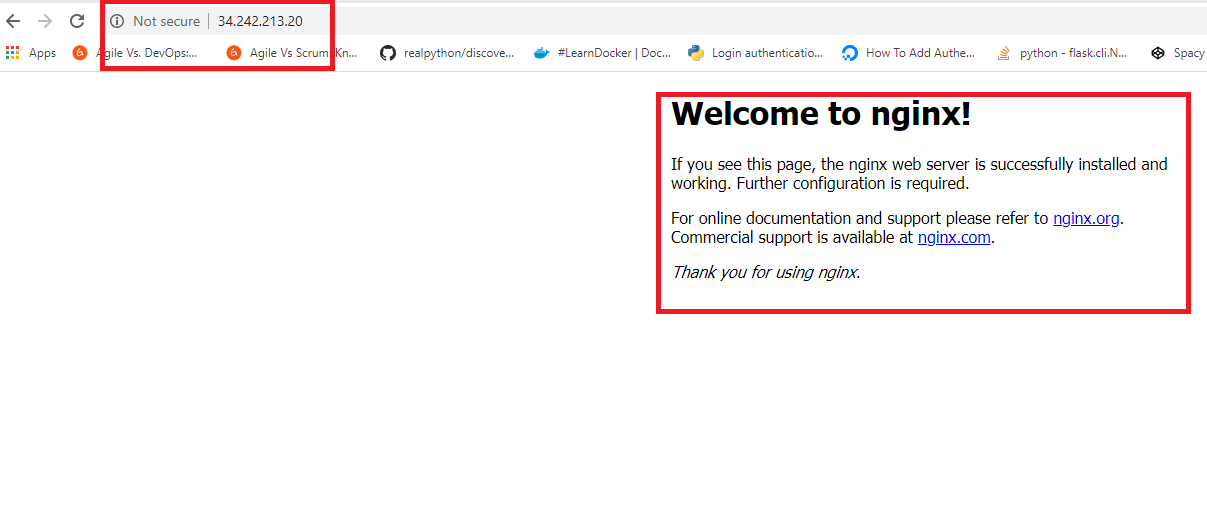 Not secure 34.242.213.20
Apps Agile Vs. DevOps:... Agile Vs Scrum: Kn... realpython/discove... #LearnDocker | Doc... Login authenticatio... How To Add Authe... python - flask.cli.N... Spacy
Welcome to nginx!
If you see this page, the nginx web server is successfully installed and
working. Further configuration is required.
For online documentation and support please refer to nginx.org.
Commercial support is available at nginx.com.
Thank you for using nginx.